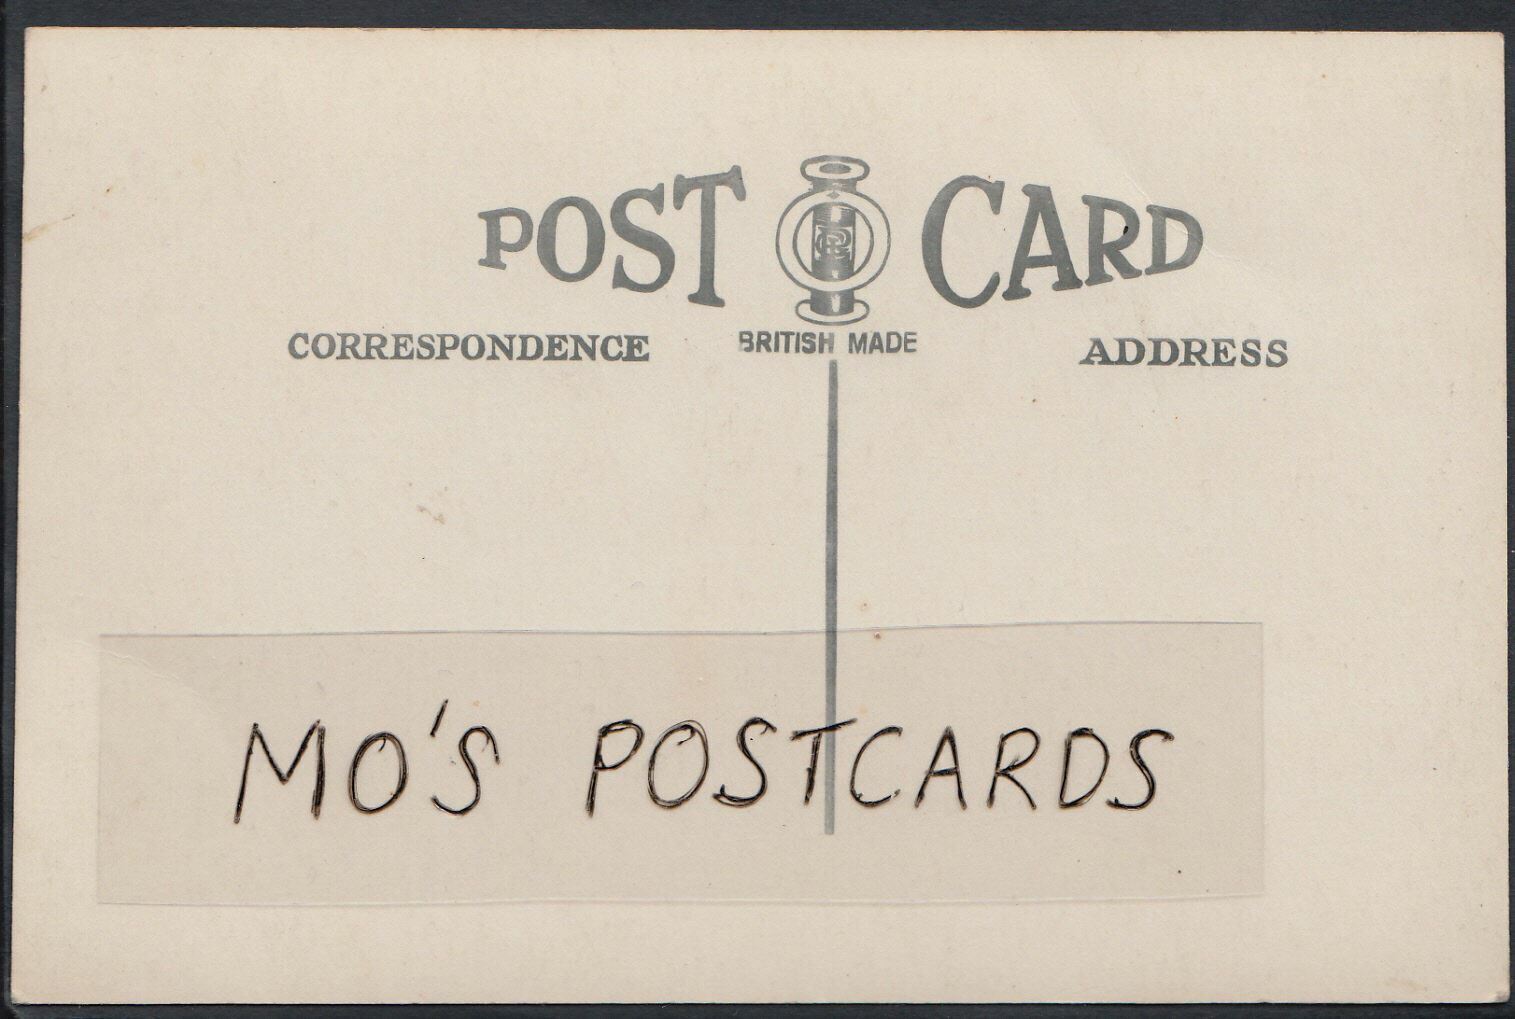 POST CARD
CORRESPONDENCE
BRITISH MADE
ADDRESS
MO'S POSTCARDS